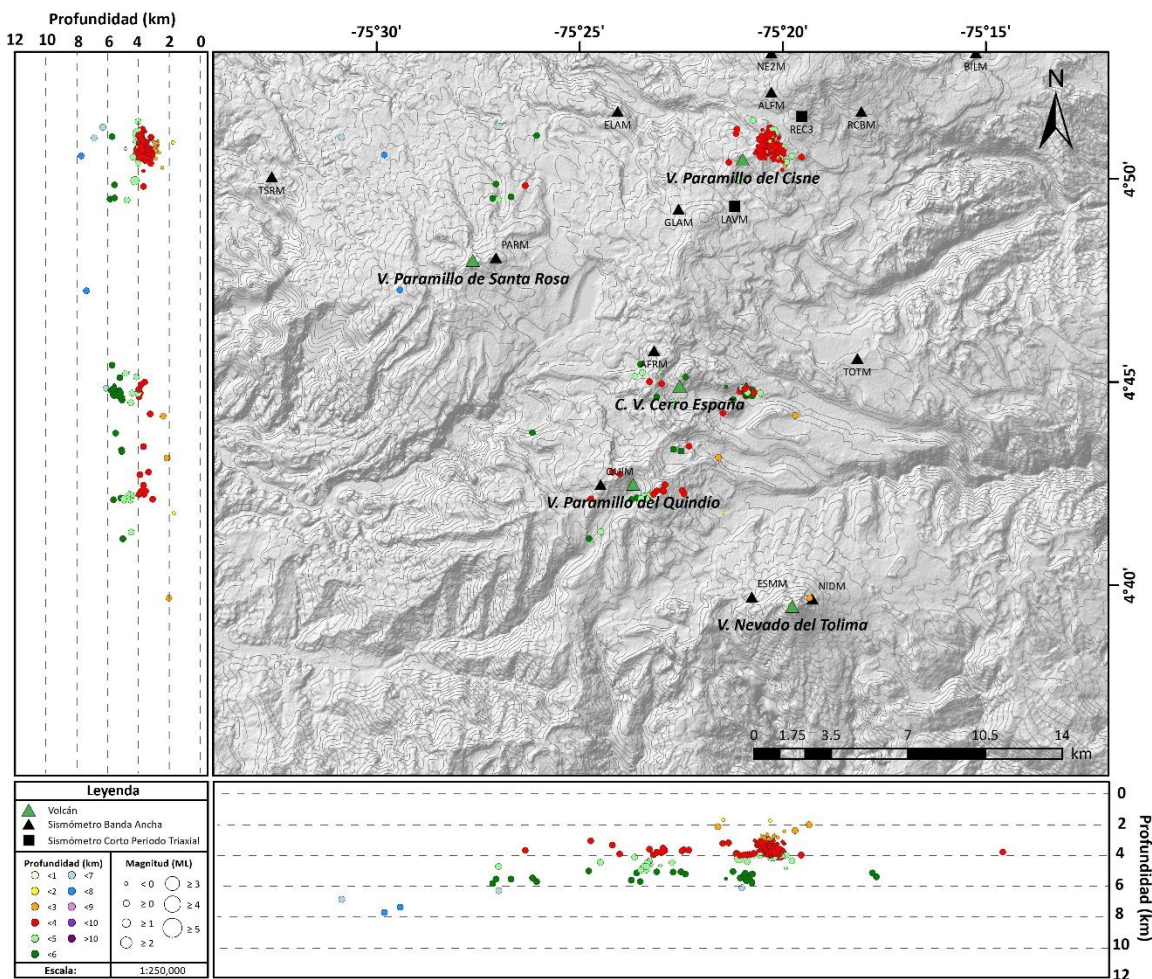 Profundidad (km)
12 10 8 6 4 2 0
-75°30' -75°25' -75°20' -75°15'
NE2M
BILM
N
ALFM
ELAM
REC3
RCBM
V. Paramillo del Cisne
4°50'
TSRM
GLAM
LAVM
PARM
V. Paramillo de Santa Rosa
AFRM
TOTM
4°45'
C. V. Cerro España
QUIM
V. Paramillo del Quindío
ESMM
NIDM
4°40'
V. Nevado del Tolima
0 1.75 3.5 7 10.5 14
km
Leyenda
Volcán
Sismómetro Banda Ancha
Sismómetro Corto Periodo Triaxial
Profundidad (km)
Magnitud (ML)
<1 <7
<2 <8
<3 <9
<4 <10
<5 >10
<6
< 0 ≥ 3
≥ 0 ≥ 4
≥ 1 ≥ 5
≥ 2
Escala: 1:250,000
0
2
4
6
8
10
12
Profundidad (km)